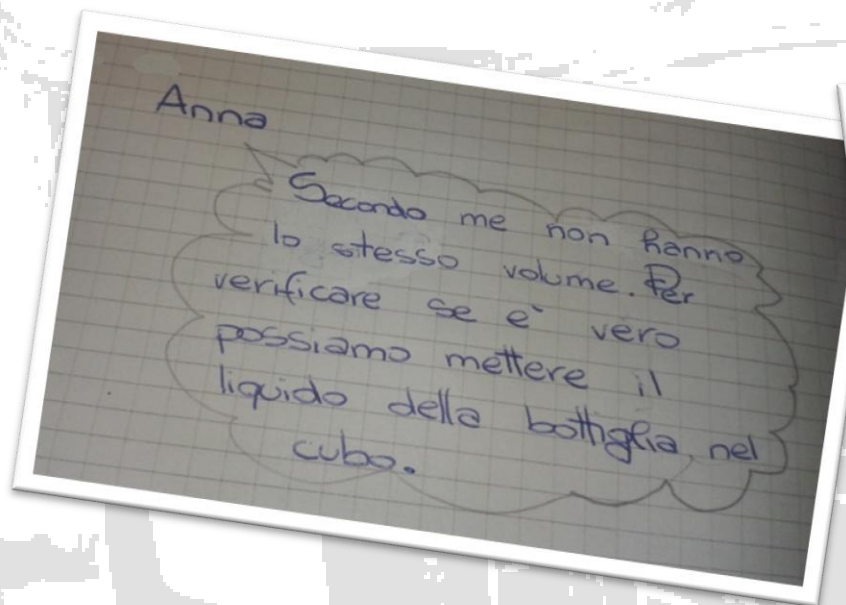 Anna
Secondo me non hanno
lo stesso volume. Per
verificare se e` vero
possiamo mettere il
liquido della bottiglia nel
cubo.